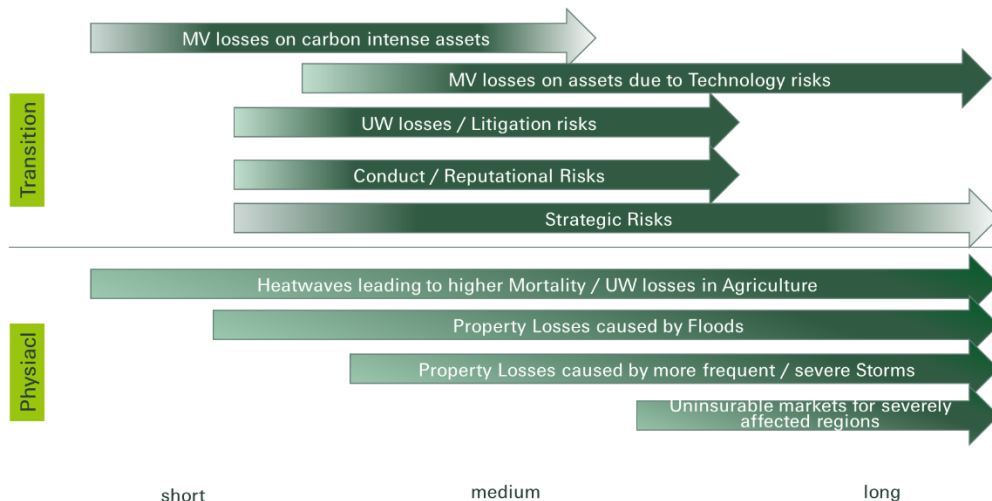 Transition
MV losses on carbon intense assets
MV losses on assets due to Technology risks
UW losses / Litigation risks
Conduct / Reputational Risks
Strategic Risks
Physiacl
Heatwaves leading to higher Mortality / UW losses in Agriculture
Property Losses caused by Floods
Property Losses caused by more frequent / severe Storms
Uninsurable markets for severely
affected regions
short
medium
long